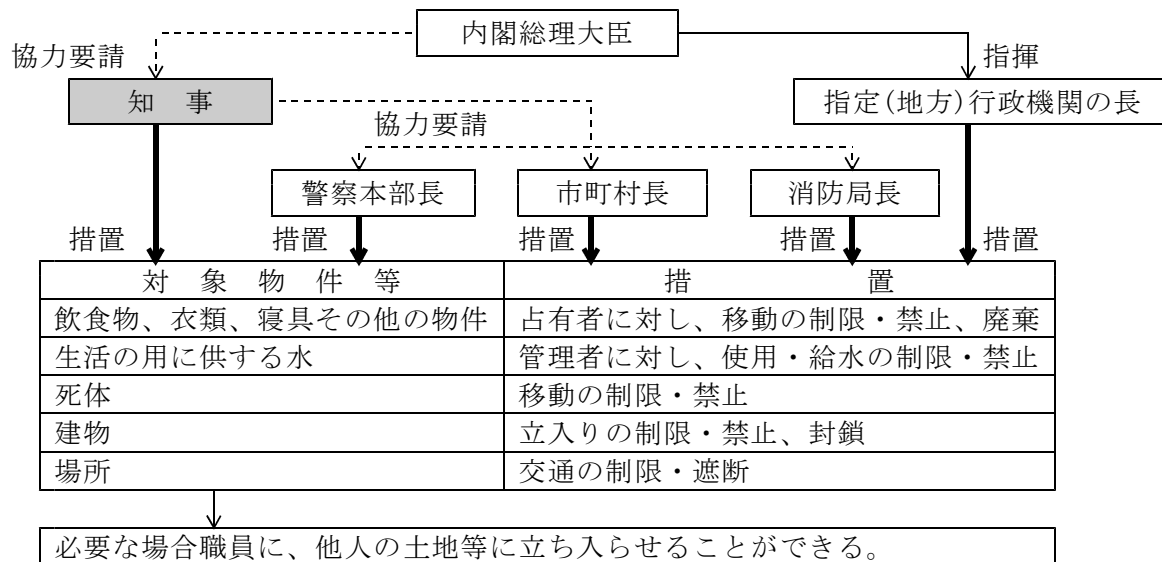 内閣総理大臣
協力要請
指揮
知　事
指定(地方)行政機関の長
協力要請
警察本部長
市町村長
消防局長
措置
措置
措置
措置
措置
対　象　物　件　等
措　　　　　置
飲食物、衣類、寝具その他の物件
占有者に対し、移動の制限・禁止、廃棄
生活の用に供する水
管理者に対し、使用・給水の制限・禁止
死体
移動の制限・禁止
建物
立入りの制限・禁止、封鎖
場所
交通の制限・遮断
必要な場合職員に、他人の土地等に立ち入らせることができる。